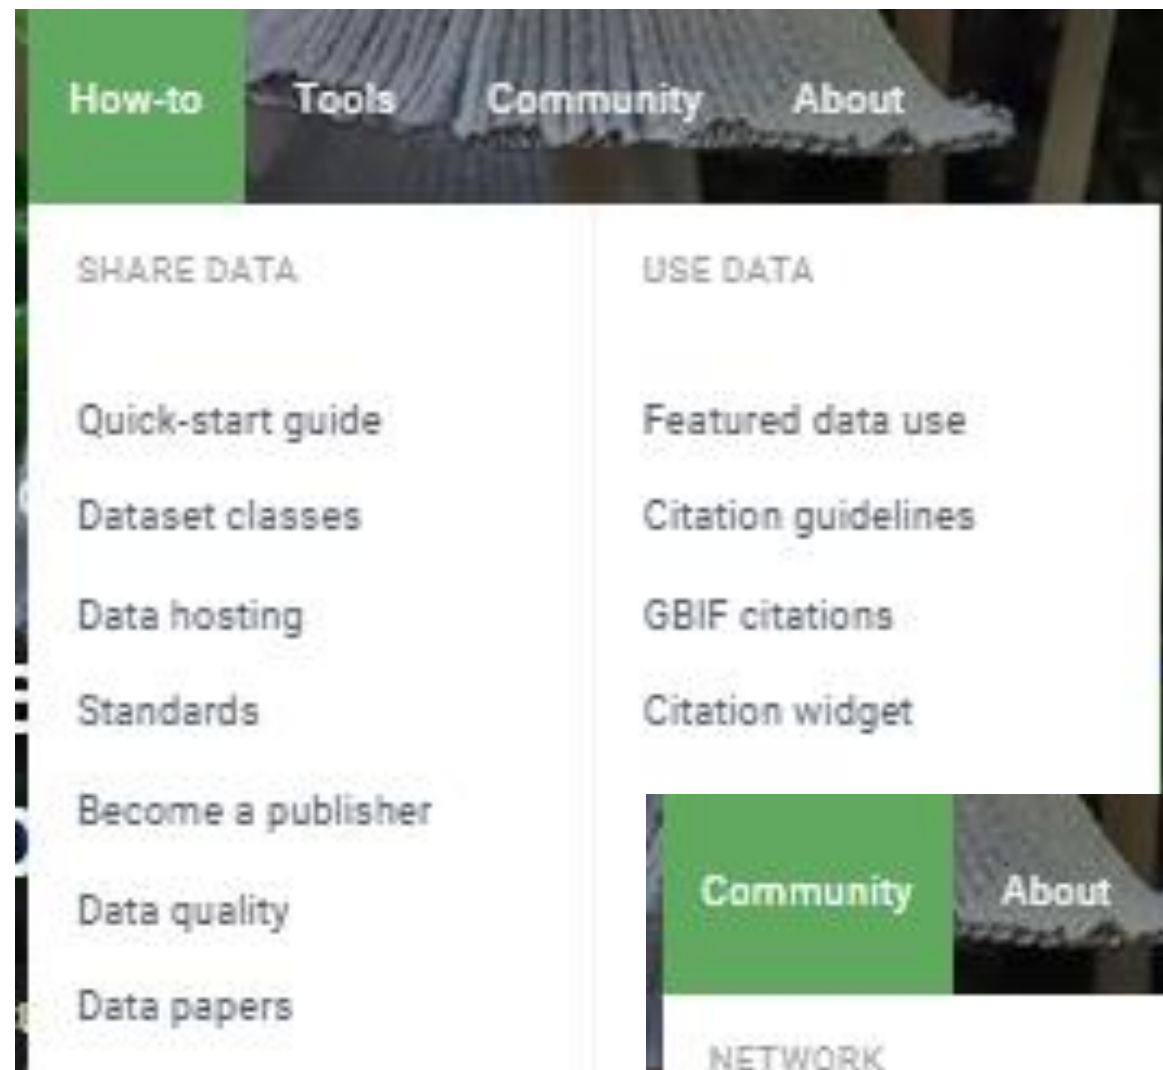 How-to Tools Community About
SHARE DATA
Quick-start guide
Dataset classes
Data hosting
Standards
Become a publisher
Data quality
Data papers
USE DATA
Featured data use
Citation guidelines
GBIF citations
Citation widget
Community About
NETWORK